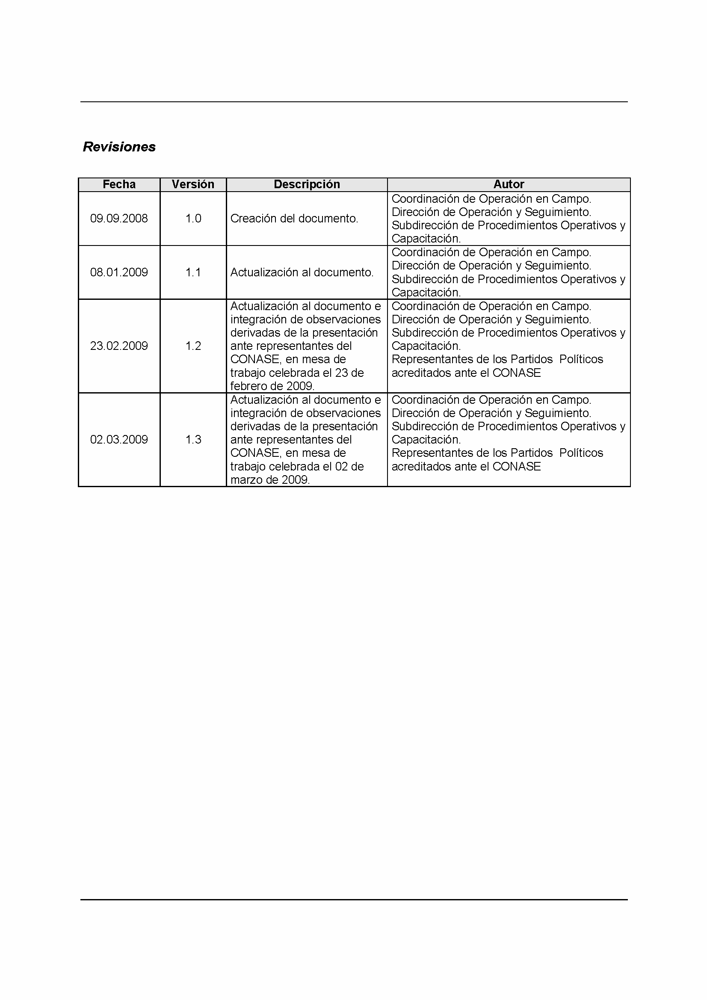 Revisiones
Fecha Versión Descripción Autor
09.09.2008 1.0 Creación del documento.
Coordinación de Operación en Campo.
Dirección de Operación y Seguimiento.
Subdirección de Procedimientos Operativos y
Capacitación.
08.01.2009 1.1 Actualización al documento.
Coordinación de Operación en Campo.
Dirección de Operación y Seguimiento.
Subdirección de Procedimientos Operativos y
Capacitación.
23.02.2009 1.2
Actualización al documento e
integración de observaciones
derivadas de la presentación
ante representantes del
CONASE, en mesa de
trabajo celebrada el 23 de
febrero de 2009.
Coordinación de Operación en Campo.
Dirección de Operación y Seguimiento.
Subdirección de Procedimientos Operativos y
Capacitación.
Representantes de los Partidos  Políticos
acreditados ante el CONASE
02.03.2009 1.3
Actualización al documento e
integración de observaciones
derivadas de la presentación
ante representantes del
CONASE, en mesa de
trabajo celebrada el 02 de
marzo de 2009.
Coordinación de Operación en Campo.
Dirección de Operación y Seguimiento.
Subdirección de Procedimientos Operativos y
Capacitación.
Representantes de los Partidos  Políticos
acreditados ante el CONASE